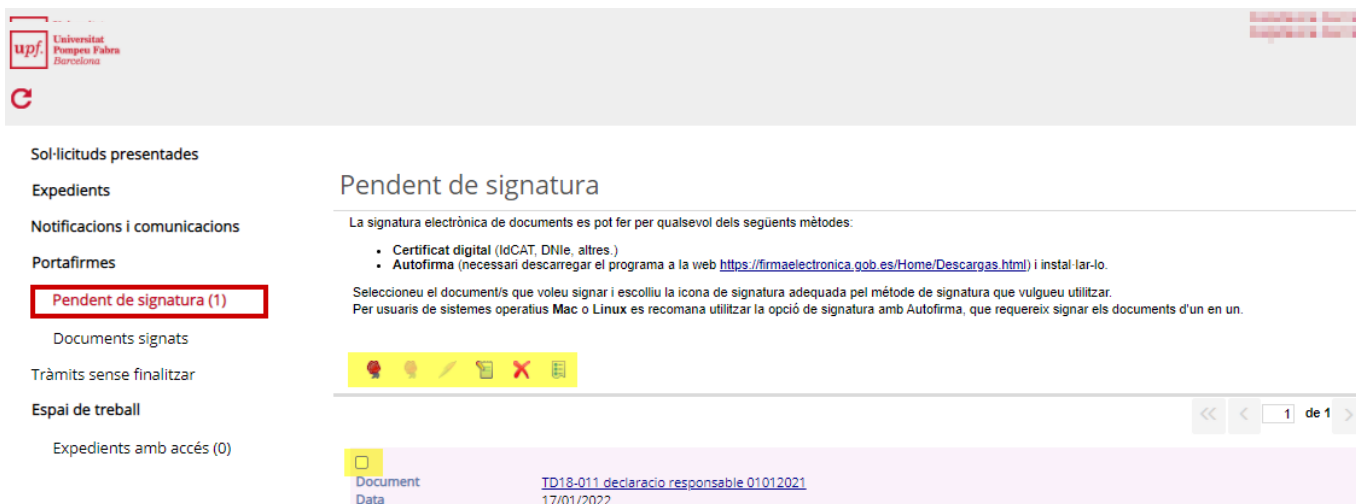 upf.
Universitat
Pompeu Fabra
Barcelona
Sol·licituds presentades
Expedients
Notificacions i comunicacions
Portafirmes
Pendent de signatura (1)
Documents signats
Tràmits sense finalitzar
Espai de treball
Expedients amb accés (0)
Pendent de signatura
La signatura electrònica de documents es pot fer per qualsevol dels següents mètodes:
• Certificat digital (IdCAT, DNIe, altres.)
• Autofirma (necessari descarregar el programa a la web https://firmaelectronica.gob.es/Home/Descargas.html) i instal·lar-lo.
Seleccioneu el document/s que voleu signar i escolliu la icona de signatura adequada pel métode de signatura que vulgueu utilitzar.
Per usuaris de sistemes operatius Mac o Linux es recomana utilitzar la opció de signatura amb Autofirma, que requereix signar els documents d'un en un.
1 de 1
Document TD18-011 declaracio responsable 01012021
Data 17/01/2022